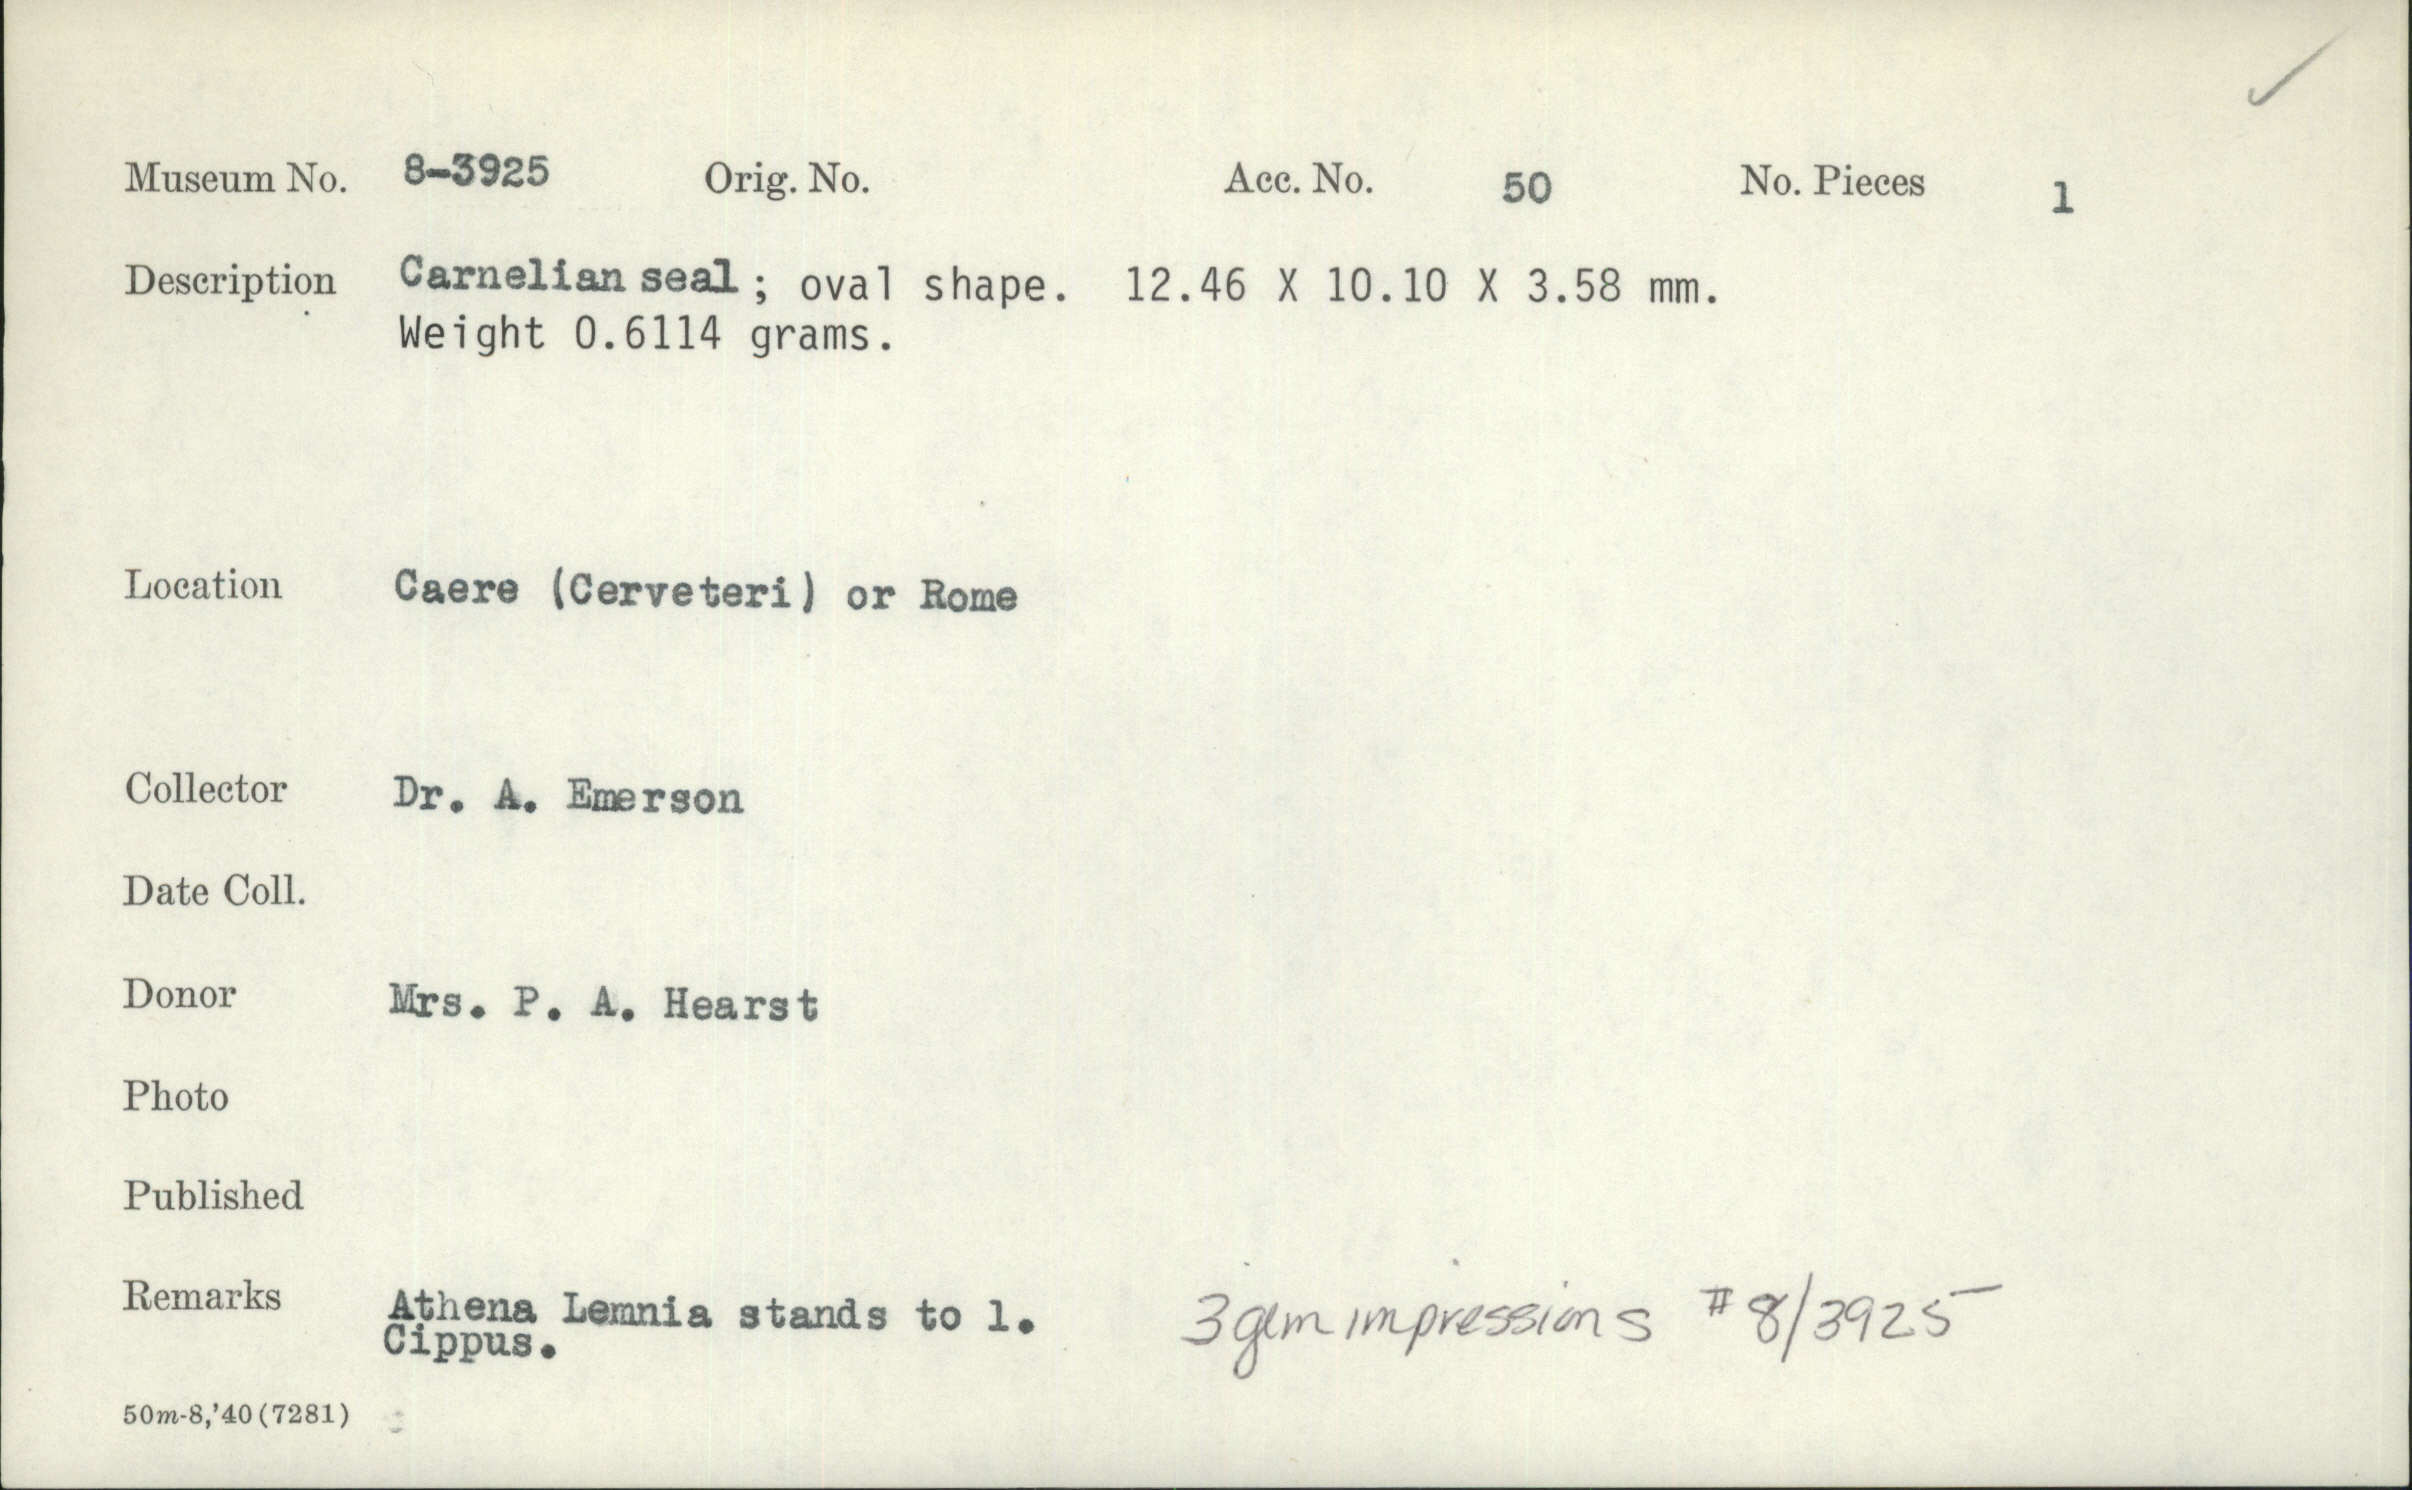 Museum No. 8-3925 Orig. No. Acc. No. 50 No. Pieces 1
Description Carnelian seal; oval shape. 12.46 X 10.10 X 3.58 mm.
Weight 0.6114 grams.
Location Caere (Cerveteri) or Rome
Collector Dr. A. Emerson
Date Coll.
Donor Mrs. P. A. Hearst
Photo
Published
Remarks Athena Lemnia stands to l. 3 gem impressions # 8/3925
Cippus.
50m-8,'40(7281)